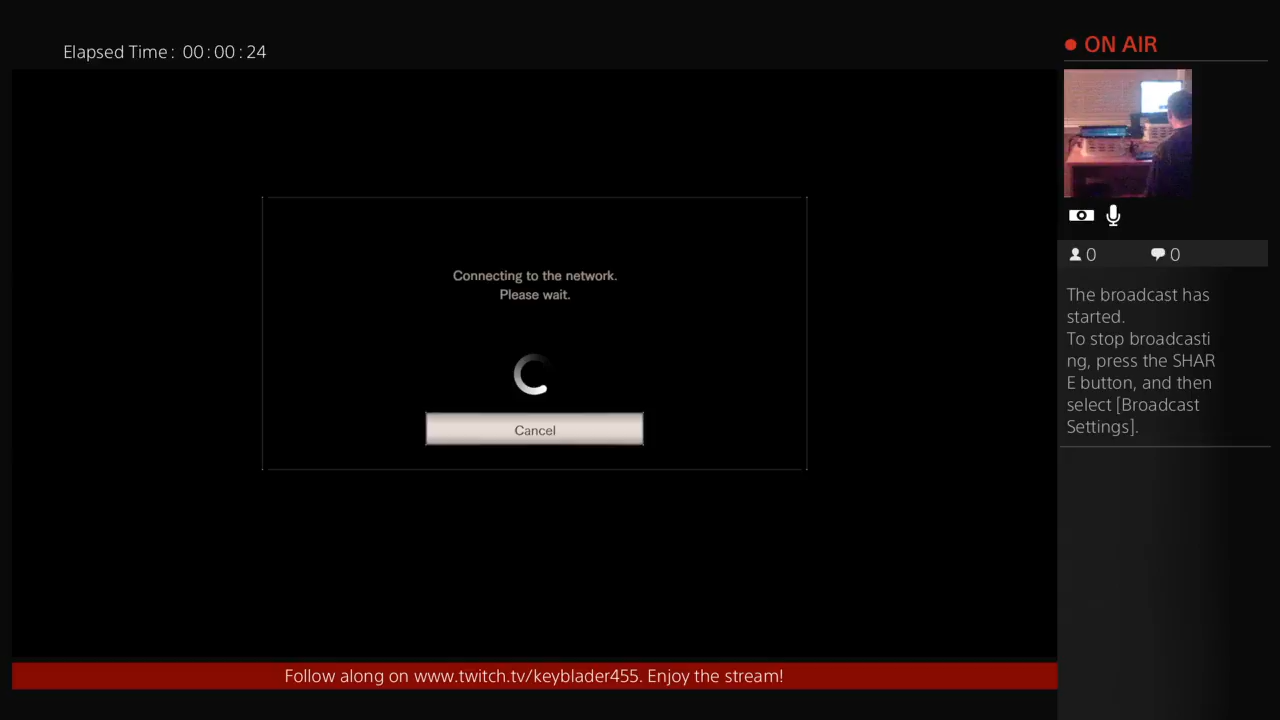 Elapsed Time: 00:00:24
ON AIR
0
0
Connecting to the network.
Please wait.
Cancel
The broadcast has
started.
To stop broadcasti
ng, press the SHAR
E button, and then
select [Broadcast
Settings].
Follow along on www.twitch.tv/keyblader455. Enjoy the stream!